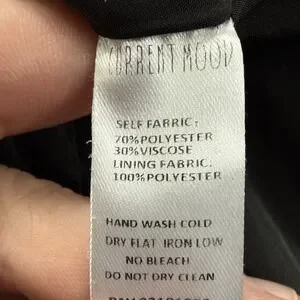 CURRENT MOOD
SELF FABRIC:
70%POLYESTER
30%VISCOSE
LINING FABRIC:
100%POLYESTER
HAND WASH COLD
DRY FLAT IRON LOW
NO BLEACH
DO NOT DRY CLEAN